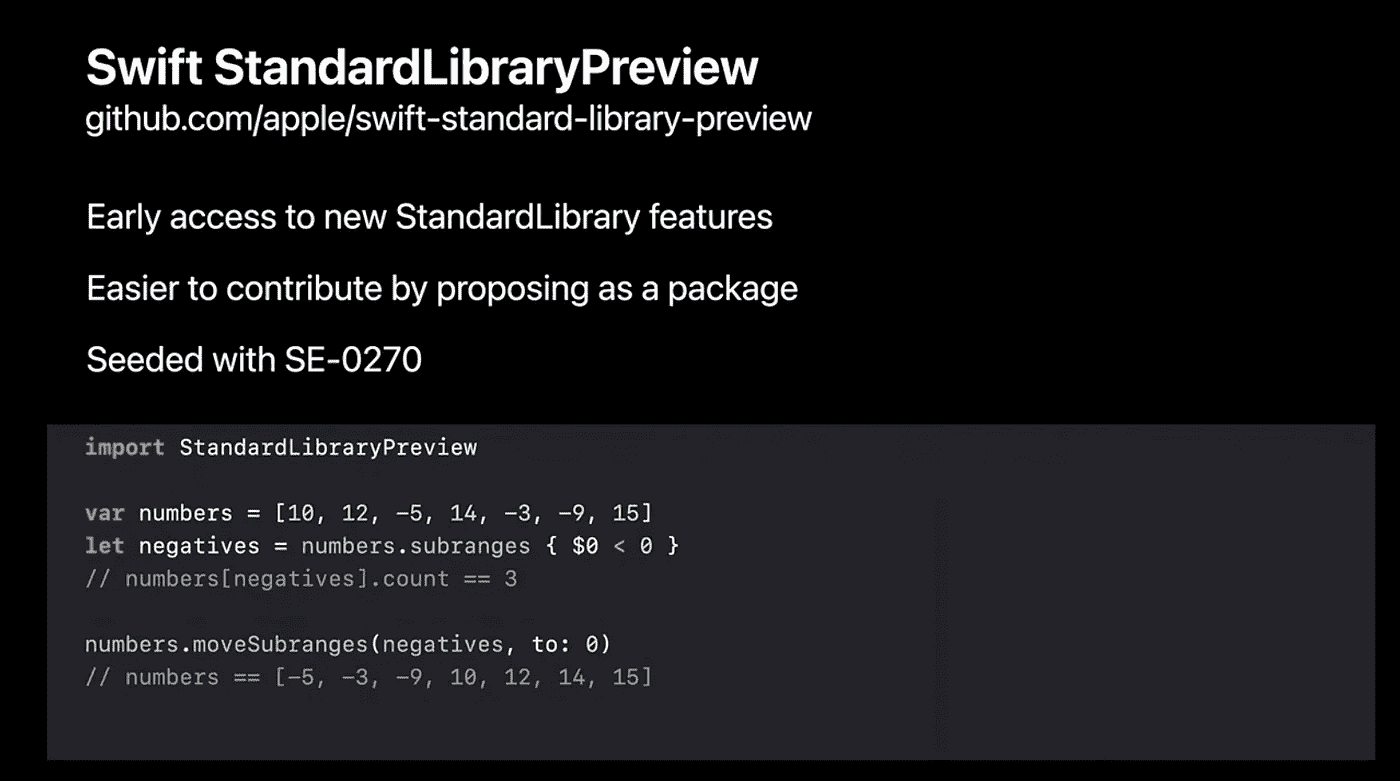 Swift StandardLibraryPreview
github.com/apple/swift-standard-library-preview
Early access to new StandardLibrary features
Easier to contribute by proposing as a package
Seeded with SE-0270
import StandardLibraryPreview
var numbers = [10, 12, −5, 14, −3, −9, 15]
let negatives = numbers.subranges { $0 < 0 }
// numbers[negatives].count == 3
numbers.moveSubranges(negatives, to: 0)
// numbers == [−5, −3, −9, 10, 12, 14, 15]